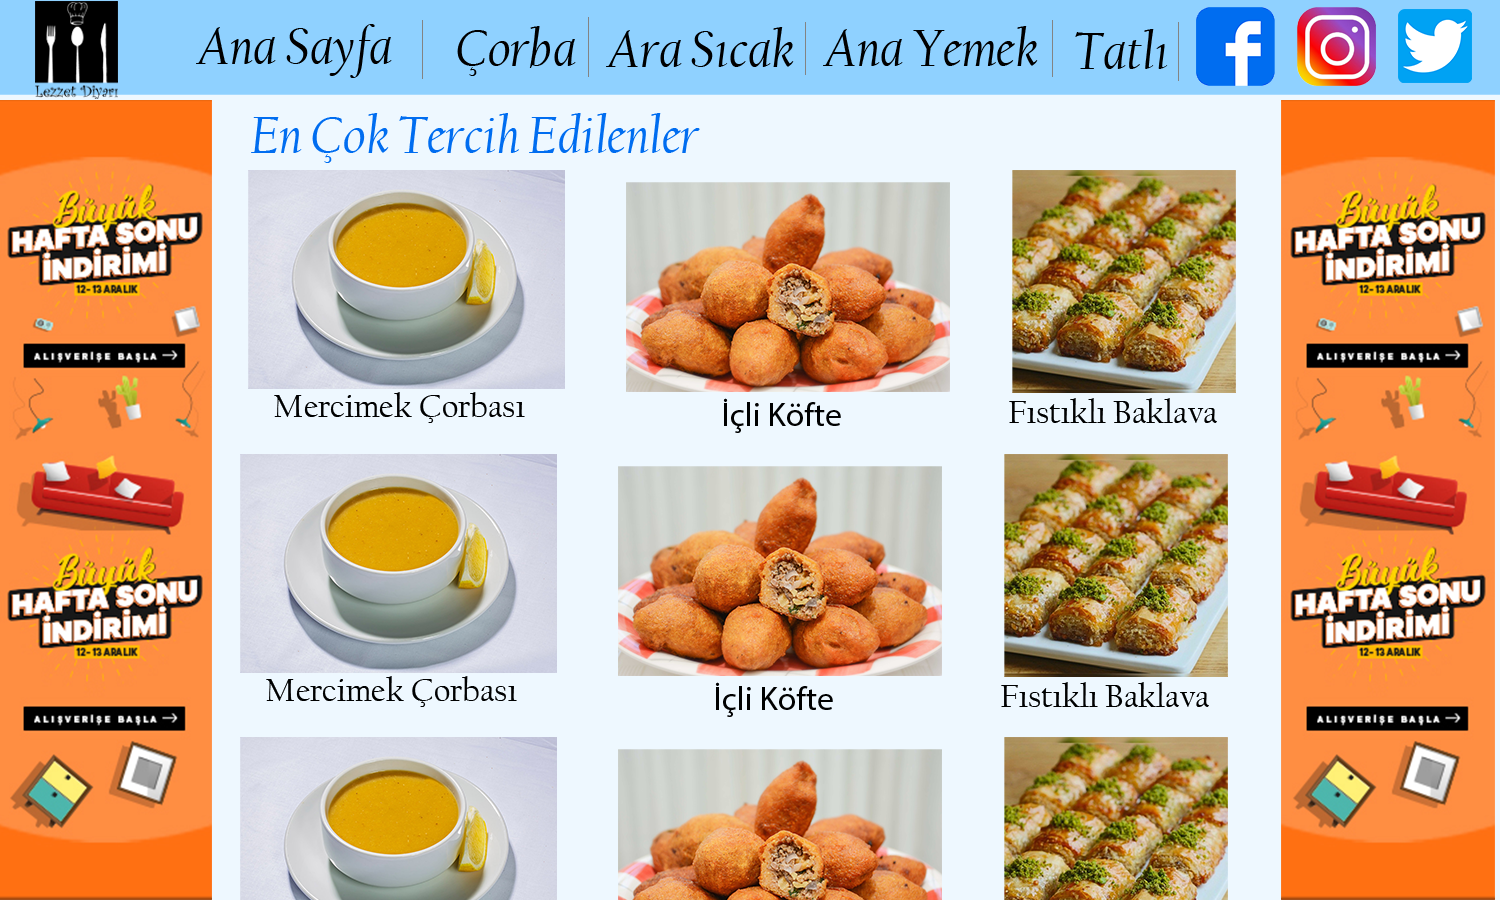 Lezzet Diyarı
Ana Sayfa
Çorba
Ara Sıcak
Ana Yemek
Tatlı
En Çok Tercih Edilenler
Büyük
HAFTA SONU
İNDİRİMİ
12-13 ARALIK
ALIŞVERİŞE BAŞLA
Büyük
HAFTA SONU
İNDİRİMİ
12-13 ARALIK
ALIŞVERİŞE BAŞLA
Mercimek Çorbası
İçli Köfte
Fıstıklı Baklava
Mercimek Çorbası
İçli Köfte
Fıstıklı Baklava
Büyük
HAFTA SONU
İNDİRİMİ
12-13 ARALIK
ALIŞVERİŞE BAŞLA
Büyük
HAFTA SONU
İNDİRİMİ
12-13 ARALIK
ALIŞVERİŞE BAŞLA